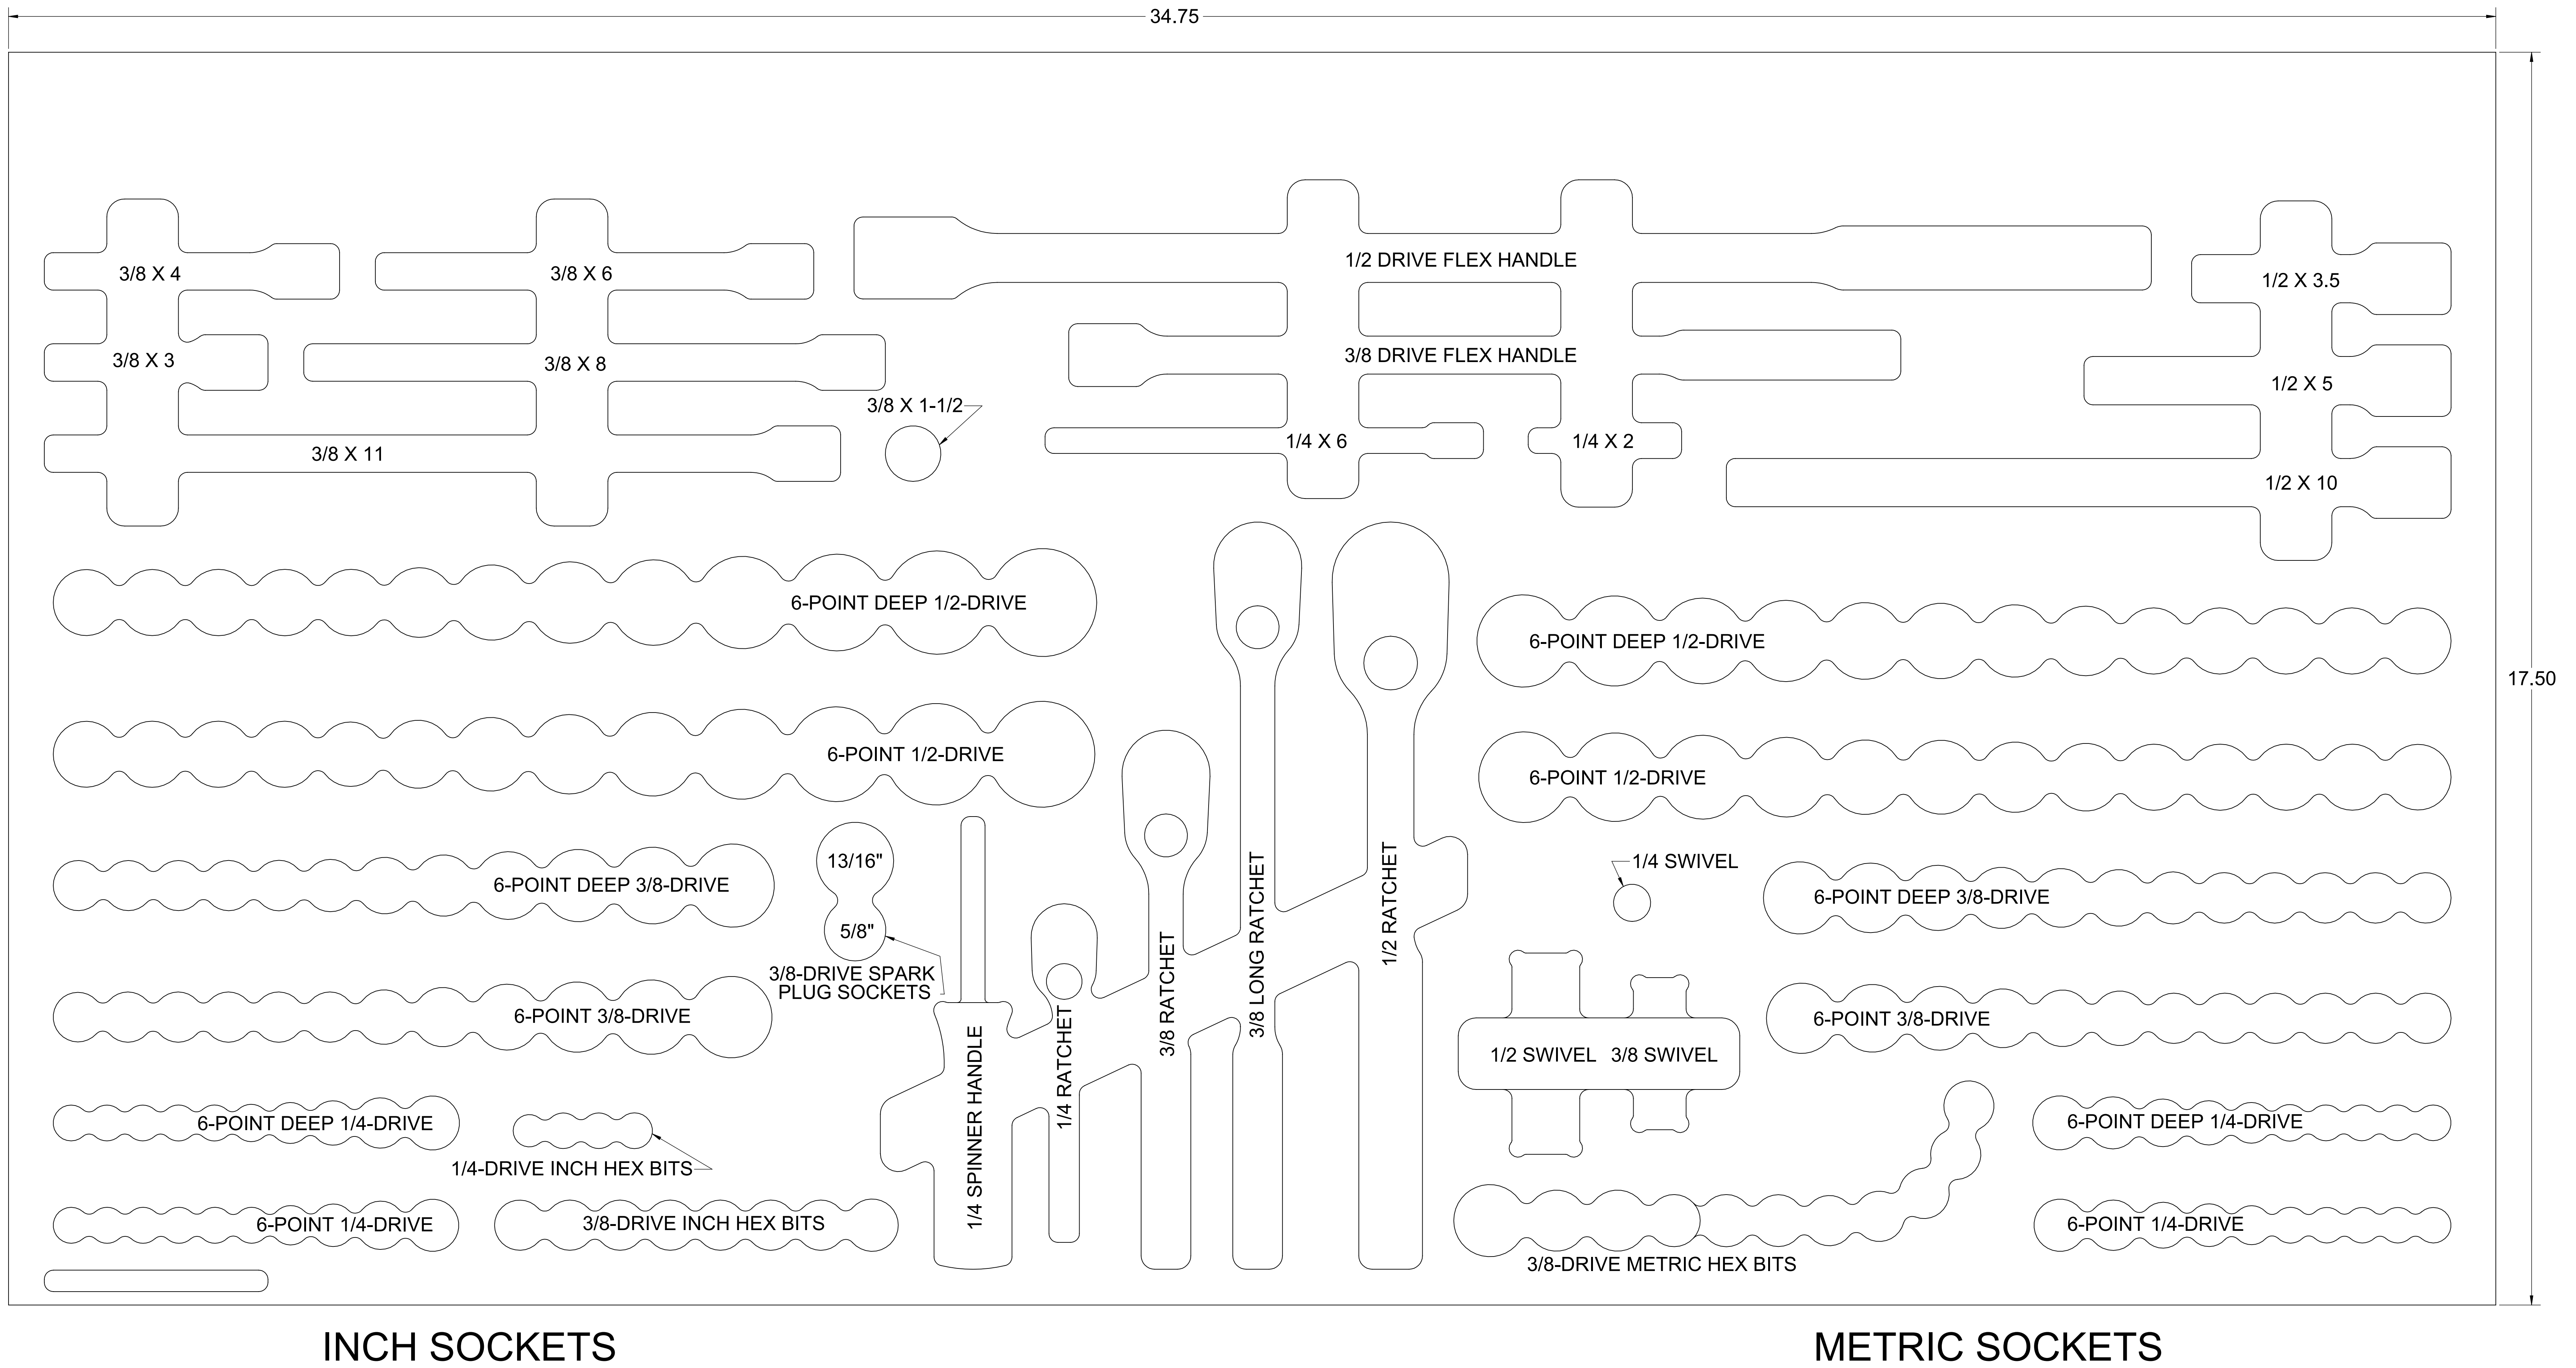 34.75
1/2 DRIVE FLEX HANDLE
3/8 X 4
3/8 X 6
1/2 X 3.5
3/8 X 3
3/8 X 8
3/8 DRIVE FLEX HANDLE
1/2 X 5
3/8 X 1-1/2
3/8 X 11
1/4 X 6
1/4 X 2
1/2 X 10
6-POINT DEEP 1/2-DRIVE
6-POINT DEEP 1/2-DRIVE
17.50
6-POINT 1/2-DRIVE
6-POINT 1/2-DRIVE
13/16"
1/4 SWIVEL
6-POINT DEEP 3/8-DRIVE
6-POINT DEEP 3/8-DRIVE
5/8"
3/8-DRIVE SPARK
PLUG SOCKETS
6-POINT 3/8-DRIVE
6-POINT 3/8-DRIVE
1/4 SPINNER HANDLE
1/4 RATCHET
3/8 RATCHET
3/8 LONG RATCHET
1/2 RATCHET
1/2 SWIVEL
3/8 SWIVEL
6-POINT DEEP 1/4-DRIVE
6-POINT DEEP 1/4-DRIVE
1/4-DRIVE INCH HEX BITS
6-POINT 1/4-DRIVE
3/8-DRIVE INCH HEX BITS
6-POINT 1/4-DRIVE
3/8-DRIVE METRIC HEX BITS
INCH SOCKETS
METRIC SOCKETS